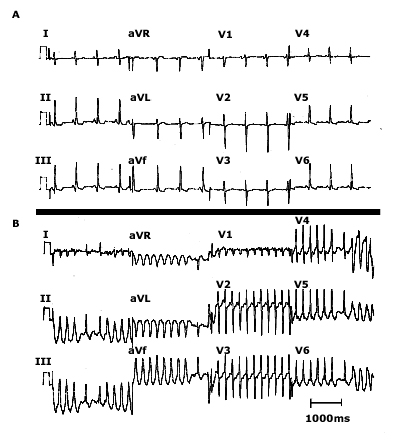 A
I aVR V1 V4
II aVL V2 V5
III aVf V3 V6
B
V4
I aVR V1
II aVL V2 V5
III aVf V3 V6
1000ms